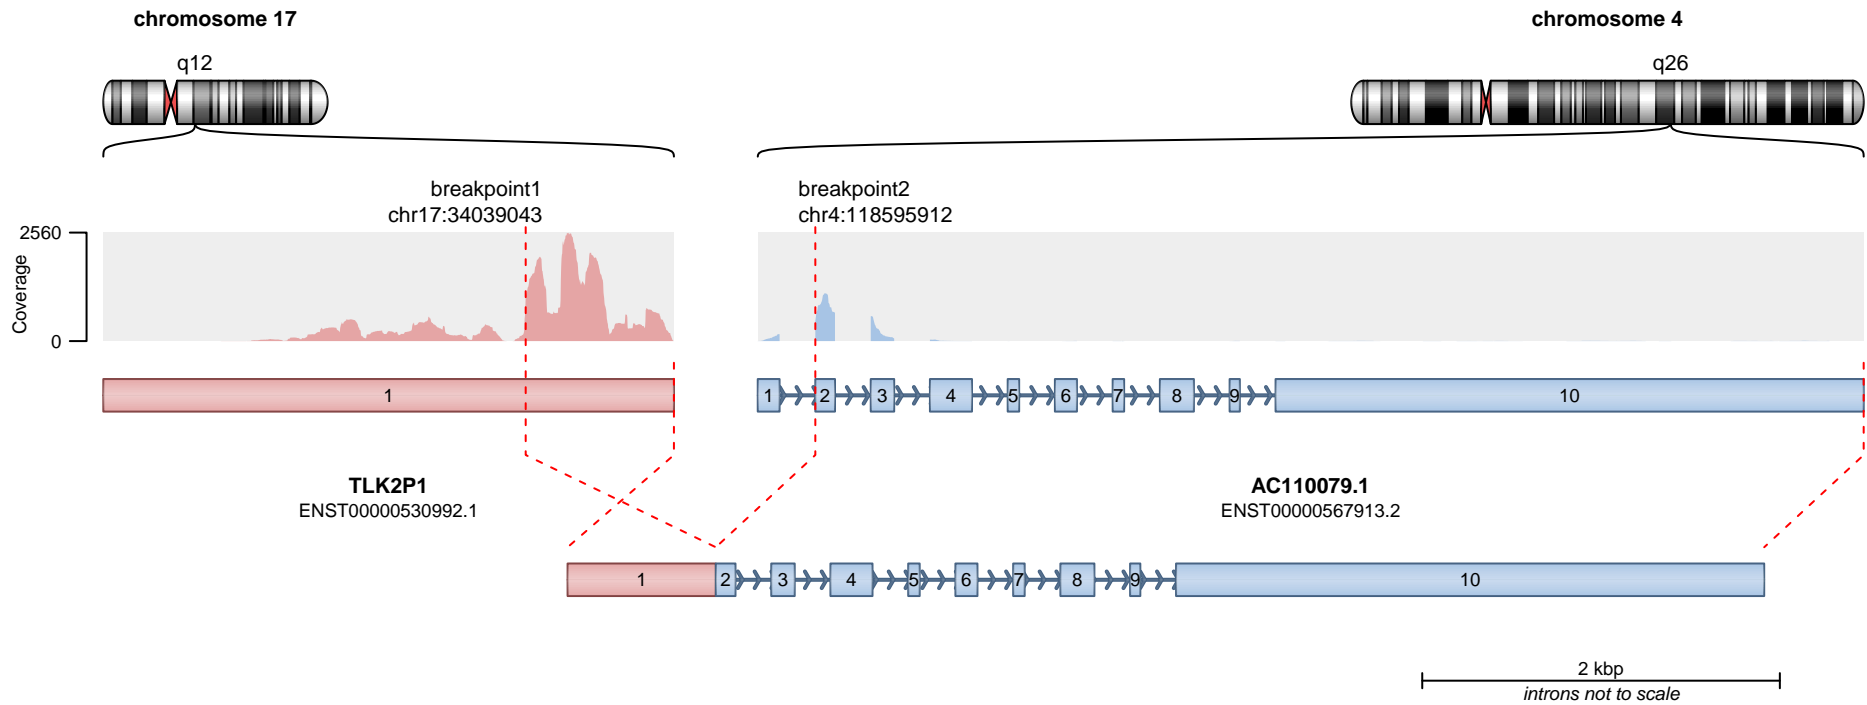 chromosome 17
chromosome 4
q12
q26
breakpoint1
chr17:34039043
breakpoint2
chr4:118595912
2560
Coverage
0
1
1 2 3 4 5 6 7 8 9 10
TLK2P1
ENST00000530992.1
AC110079.1
ENST00000567913.2
1 2 3 4 5 6 7 8 9 10
2 kbp
introns not to scale